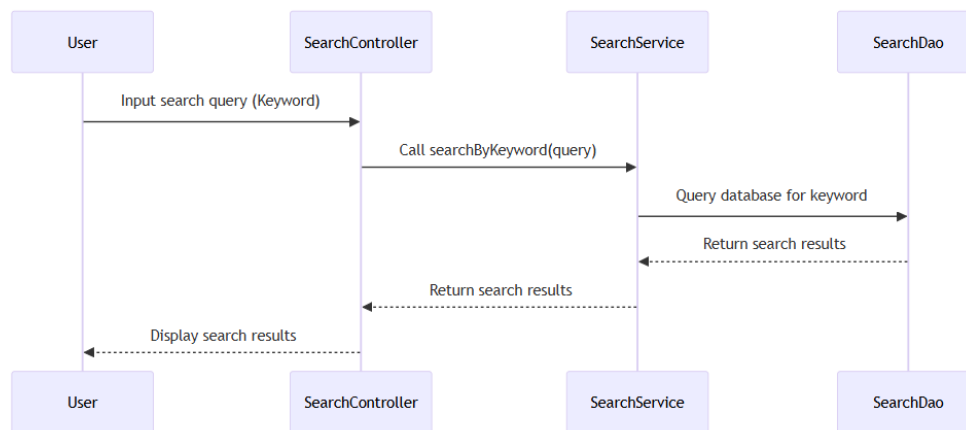 User
SearchController
SearchService
SearchDao
Input search query (Keyword)
Call searchByKeyword(query)
Query database for keyword
Return search results
Return search results
Display search results
User
SearchController
SearchService
SearchDao